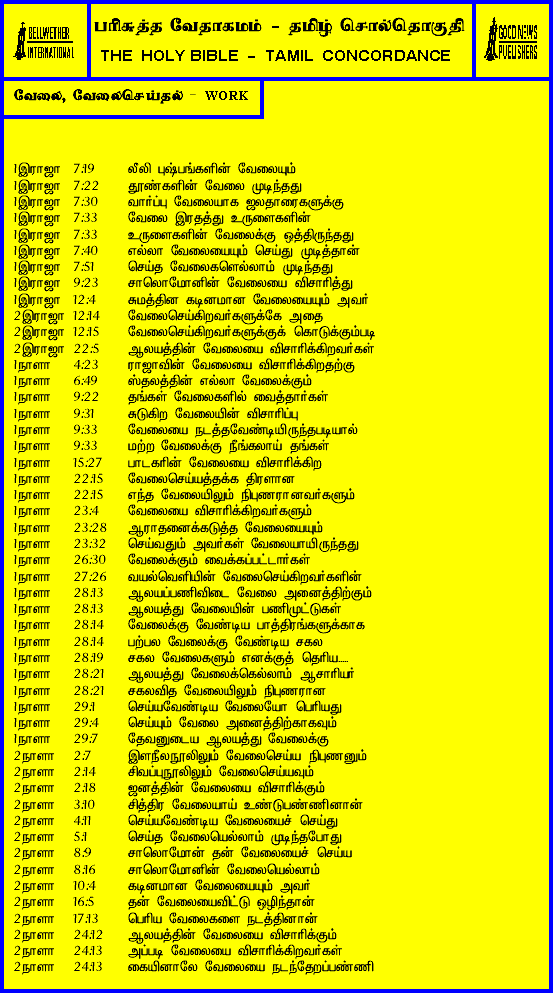 BELLWETHER
INTERNATIONAL
பரிசுத்த வேதாகமம் - தமிழ் சொல்தொகுதி
THE HOLY BIBLE - TAMIL CONCORDANCE
GOOD NEWS
PUBLISHERS
வேலை, வேலைசெய்தல் - WORK
1இராஜா 7:19 லீலி புஷ்பங்களின் வேலையும்
1இராஜா 7:22 தூண்களின் வேலை முடிந்தது
1இராஜா 7:30 வார்ப்பு வேலையாக ஜலதாரைகளுக்கு
1இராஜா 7:33 வேலை இரதத்து உருளைகளின்
1இராஜா 7:33 உருளைகளின் வேலைக்கு ஒத்திருந்தது
1இராஜா 7:40 எல்லா வேலையையும் செய்து முடித்தான்
1இராஜா 7:51 செய்த வேலைகளெல்லாம் முடிந்தது
1இராஜா 9:23 சாலொமோனின் வேலையை விசாரித்து
1இராஜா 12:4 சுமத்தின கடினமான வேலையையும் அவர்
2இராஜா 12:14 வேலைசெய்கிறவர்களுக்கே அதை
2இராஜா 12:15 வேலைசெய்கிறவர்களுக்குக் கொடுக்கும்படி
2இராஜா 22:5 ஆலயத்தின் வேலையை விசாரிக்கிறவர்கள்
1நாளா 4:23 ராஜாவின் வேலையை விசாரிக்கிறதற்கு
1நாளா 6:49 ஸ்தலத்தின் எல்லா வேலைக்கும்
1நாளா 9:22 தங்கள் வேலைகளில் வைத்தார்கள்
1நாளா 9:31 சுடுகிற வேலையின் விசாரிப்பு
1நாளா 9:33 வேலையை நடத்தவேண்டியிருந்தபடியால்
1நாளா 9:33 மற்ற வேலைக்கு நீங்கலாய் தங்கள்
1நாளா 15:27 பாடகரின் வேலையை விசாரிக்கிற
1நாளா 22:15 வேலைசெய்யத்தக்க திரளான
1நாளா 22:15 எந்த வேலையிலும் நிபுணரானவர்களும்
1நாளா 23:4 வேலையை விசாரிக்கிறவர்களும்
1நாளா 23:28 ஆராதனைக்கடுத்த வேலையையும்
1நாளா 23:32 செய்வதும் அவர்கள் வேலையாயிருந்தது
1நாளா 26:30 வேலைக்கும் வைக்கப்பட்டார்கள்
1நாளா 27:26 வயல்வெளியின் வேலைசெய்கிறவர்களின்
1நாளா 28:13 ஆலயப்பணிவிடை வேலை அனைத்திற்கும்
1நாளா 28:13 ஆலயத்து வேலையின் பணிமுட்டுகள்
1நாளா 28:14 வேலைக்கு வேண்டிய பாத்திரங்களுக்காக
1நாளா 28:14 பற்பல வேலைக்கு வேண்டிய சகல
1நாளா 28:19 சகல வேலைகளும் எனக்குத் தெரிய.....
1நாளா 28:21 ஆலயத்து வேலைக்கெல்லாம் ஆசாரியர்
1நாளா 28:21 சகலவித வேலையிலும் நிபுணரான
1நாளா 29:1 செய்யவேண்டிய வேலையோ பெரியது
1நாளா 29:4 செய்யும் வேலை அனைத்திற்காகவும்
1நாளா 29:7 தேவனுடைய ஆலயத்து வேலைக்கு
2நாளா 2:7 இளநீலநூலிலும் வேலைசெய்ய நிபுணனும்
2நாளா 2:14 சிவப்புநூலிலும் வேலைசெய்யவும்
2நாளா 2:18 ஜனத்தின் வேலையை விசாரிக்கும்
2நாளா 3:10 சித்திர வேலையாய் உண்டுபண்ணினான்
2நாளா 4:11 செய்யவேண்டிய வேலையைச் செய்து
2நாளா 5:1 செய்த வேலையெல்லாம் முடிந்தபோது
2நாளா 8:9 சாலொமோன் தன் வேலையைச் செய்ய
2நாளா 8:16 சாலொமோனின் வேலையெல்லாம்
2நாளா 10:4 கடினமான வேலையையும் அவர்
2நாளா 16:5 தன் வேலையைவிட்டு ஒழிந்தான்
2நாளா 17:13 பெரிய வேலைகளை நடத்தினான்
2நாளா 24:12 ஆலயத்தின் வேலையை விசாரிக்கும்
2நாளா 24:13 அப்படி வேலையை விசாரிக்கிறவர்கள்
2நாளா 24:13 கையினாலே வேலையை நடந்தேறப்பண்ணி